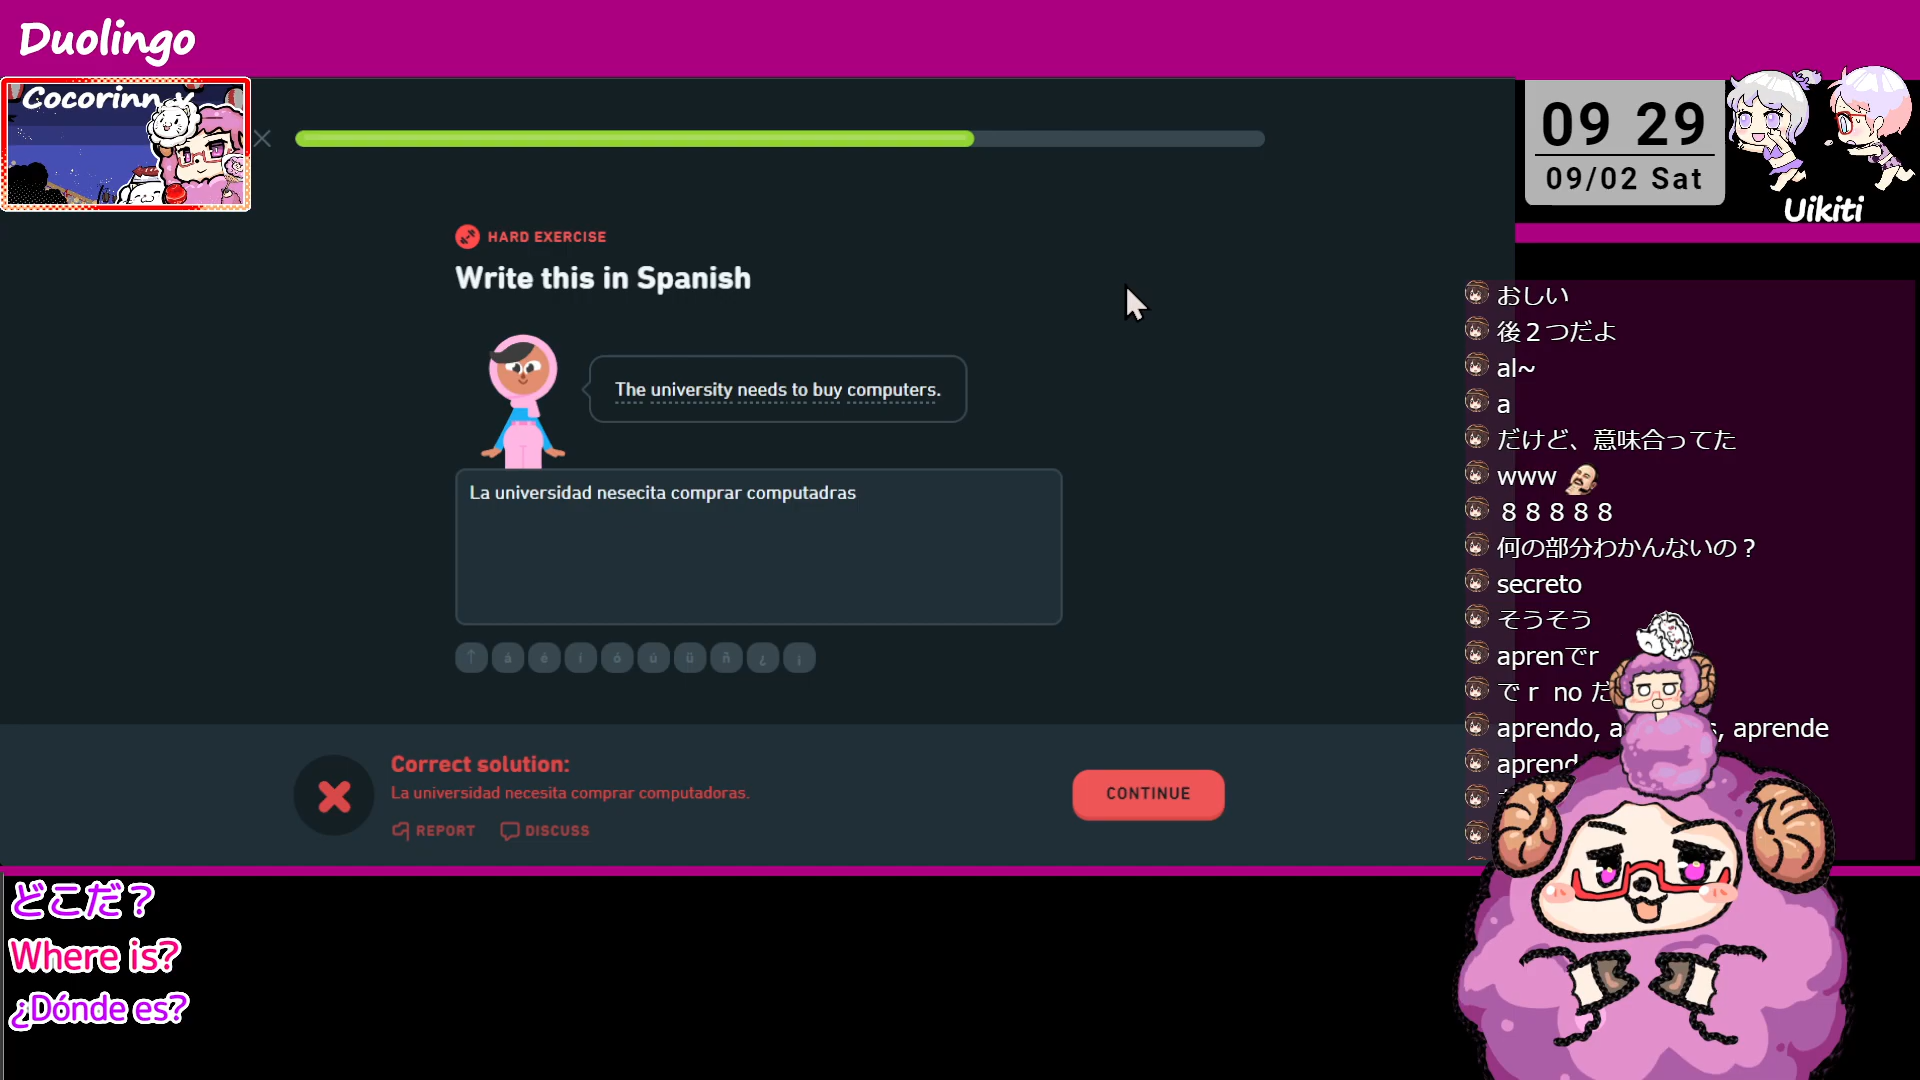 Duolingo
Cocorinn_y
09 29
09/02 Sat
Uikiti
HARD EXERCISE
Write this in Spanish
The university needs to buy computers.
La universidad nesecita comprar computadras
↑ á é í ó ú ü ñ ¿ ¡
Correct solution:
La universidad necesita comprar computadoras.
REPORT
DISCUSS
CONTINUE
おしい
後２つだよ
al~
a
だけど、意味合ってた
www
８８８８８
何の部分わかんないの？
secreto
そうそう
aprenでr
でr no だ
aprendo, a s, aprende
aprend
どこだ？
Where is?
¿Dónde es?